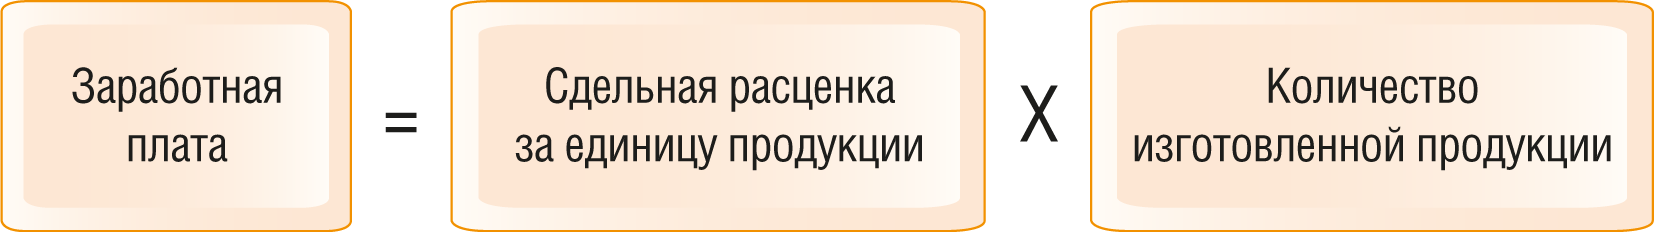 Заработная
плата
=
Сдельная расценка
за единицу продукции
X
Количество
изготовленной продукции